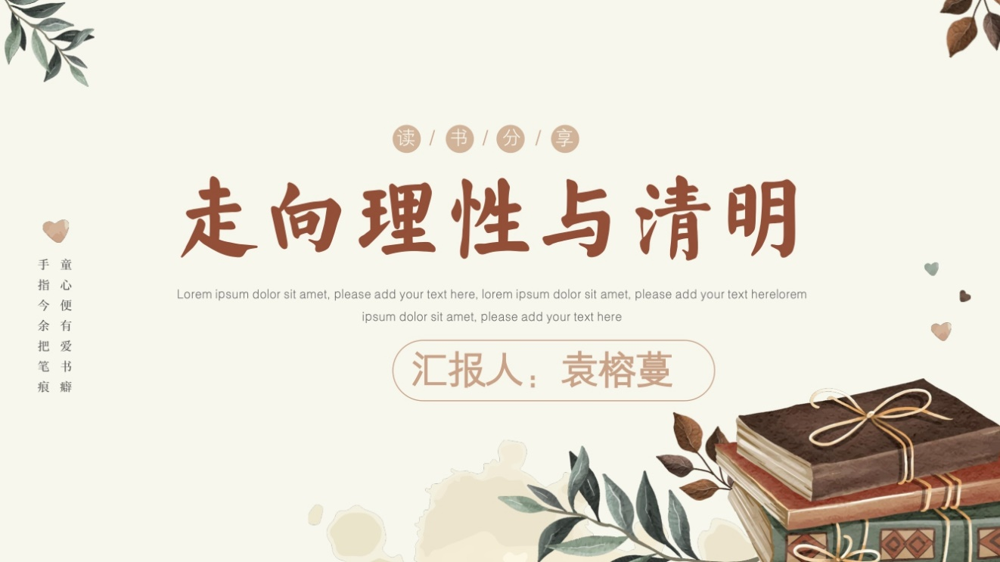 读/书/分/享
走向理性与清明
Lorem ipsum dolor sit amet, please add your text here, lorem ipsum dolor sit amet, please add your text herelorem
ipsum dolor sit amet, please add your text here
汇报人：袁榕蔓
童心便有爱书癖
手指今余把笔痕